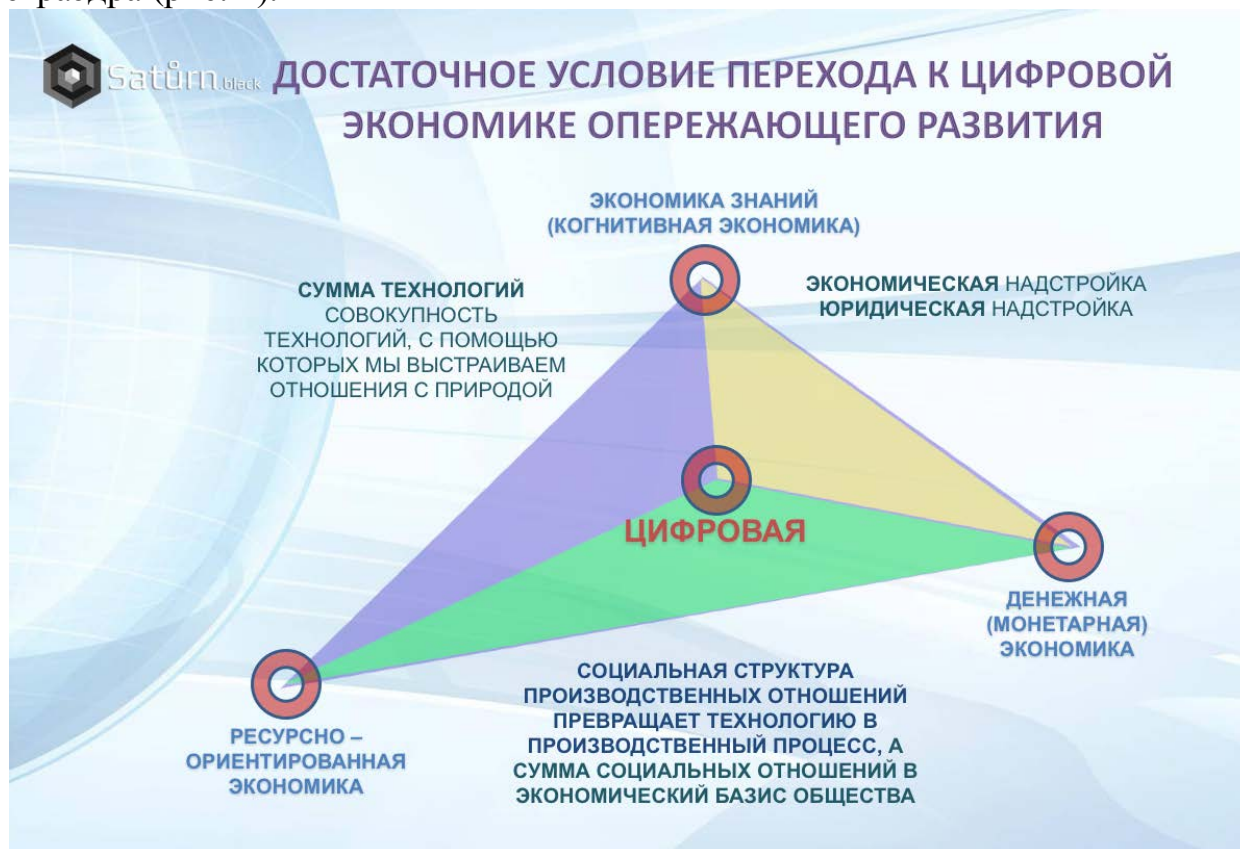 Satûrn.black
ДОСТАТОЧНОЕ УСЛОВИЕ ПЕРЕХОДА К ЦИФРОВОЙ
ЭКОНОМИКЕ ОПЕРЕЖАЮЩЕГО РАЗВИТИЯ
ЭКОНОМИКА ЗНАНИЙ
(КОГНИТИВНАЯ ЭКОНОМИКА)
СУММА ТЕХНОЛОГИЙ
СОВОКУПНОСТЬ
ТЕХНОЛОГИЙ, С ПОМОЩЬЮ
КОТОРЫХ МЫ ВЫСТРАИВАЕМ
ОТНОШЕНИЯ С ПРИРОДОЙ
ЭКОНОМИЧЕСКАЯ НАДСТРОЙКА
ЮРИДИЧЕСКАЯ НАДСТРОЙКА
ЦИФРОВАЯ
ДЕНЕЖНАЯ
(МОНЕТАРНАЯ)
ЭКОНОМИКА
РЕСУРСНО –
ОРИЕНТИРОВАННАЯ
ЭКОНОМИКА
СОЦИАЛЬНАЯ СТРУКТУРА
ПРОИЗВОДСТВЕННЫХ ОТНОШЕНИЙ
ПРЕВРАЩАЕТ ТЕХНОЛОГИЮ В
ПРОИЗВОДСТВЕННЫЙ ПРОЦЕСС, А
СУММА СОЦИАЛЬНЫХ ОТНОШЕНИЙ В
ЭКОНОМИЧЕСКИЙ БАЗИС ОБЩЕСТВА